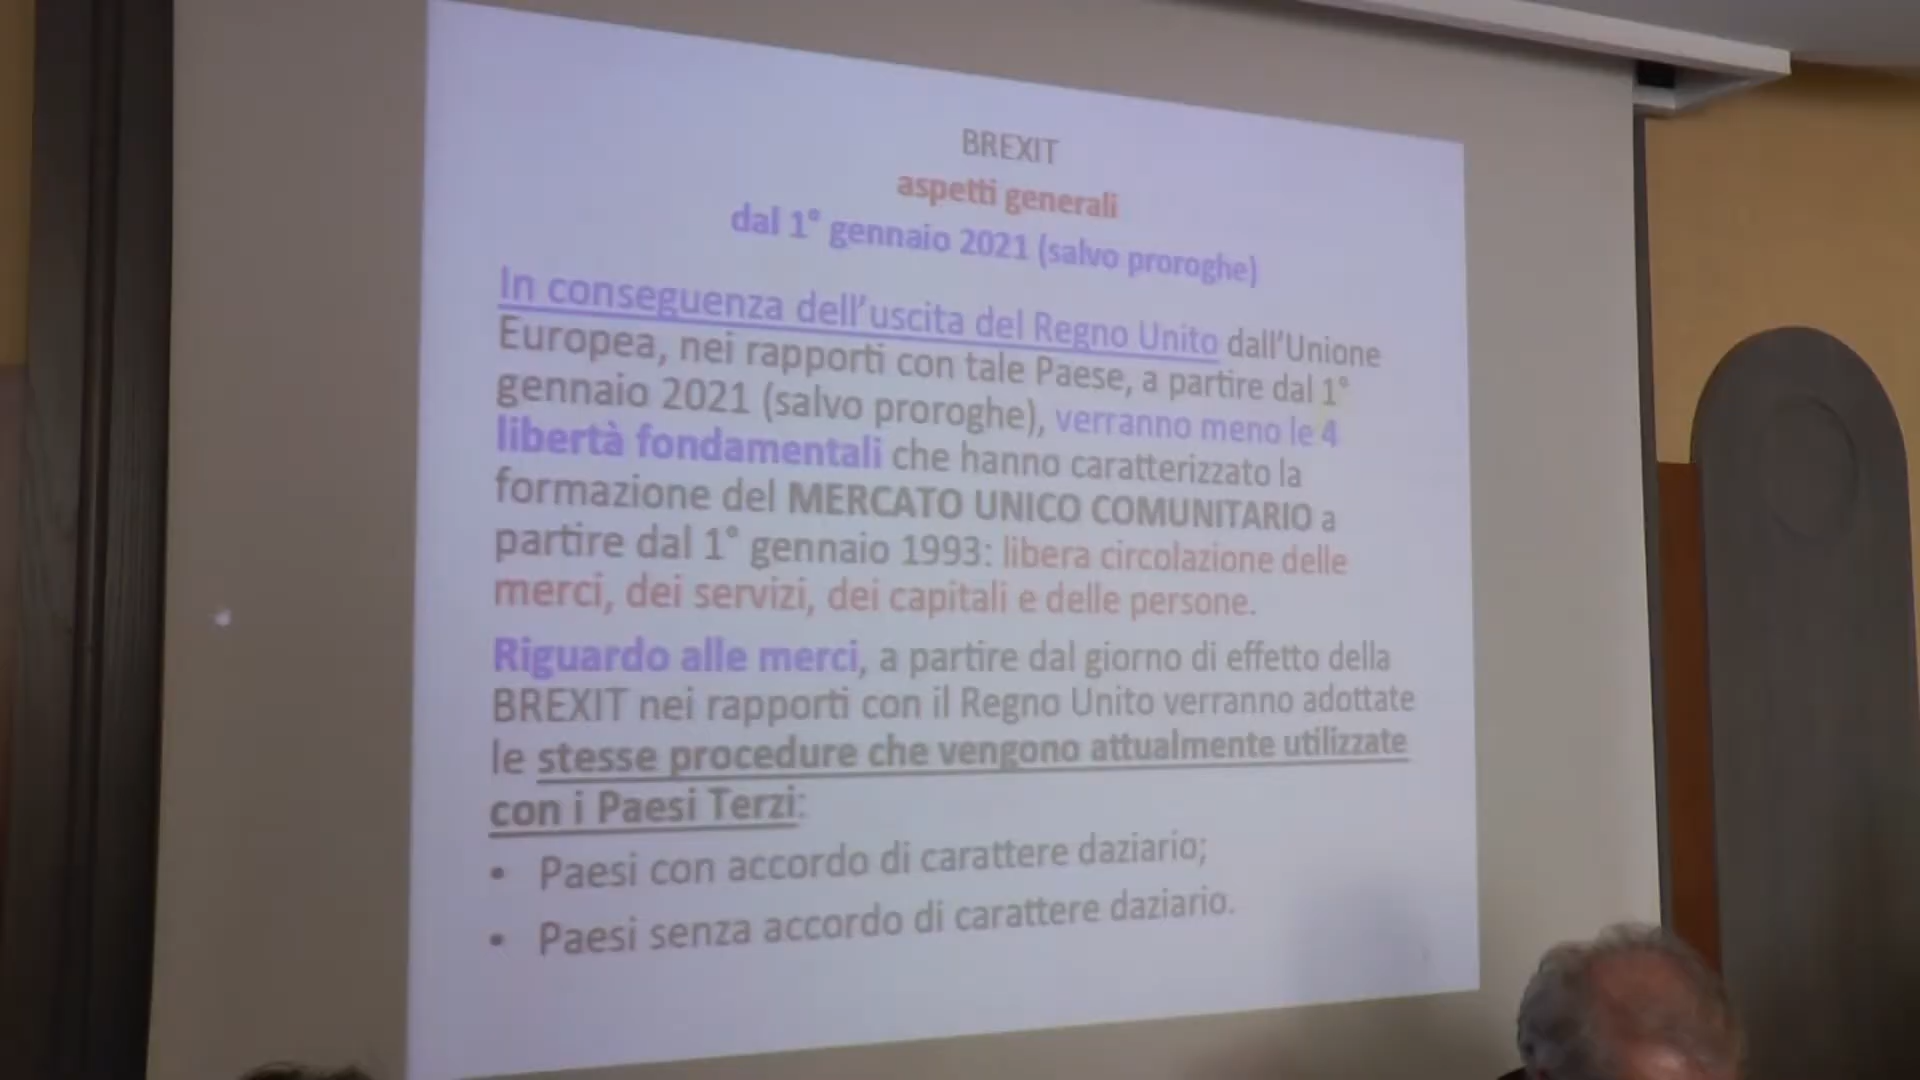 BREXIT
aspetti generali
dal 1° gennaio 2021 (salvo proroghe)
In conseguenza dell'uscita del Regno Unito dall'Unione
Europea, nei rapporti con tale Paese, a partire dal 1°
gennaio 2021 (salvo proroghe), verranno meno le 4
libertà fondamentali che hanno caratterizzato la
formazione del MERCATO UNICO COMUNITARIO a
partire dal 1° gennaio 1993: libera circolazione delle
merci, dei servizi, dei capitali e delle persone.
Riguardo alle merci, a partire dal giorno di effetto della
BREXIT nei rapporti con il Regno Unito verranno adottate
le stesse procedure che vengono attualmente utilizzate
con i Paesi Terzi:
• Paesi con accordo di carattere daziario;
• Paesi senza accordo di carattere daziario.